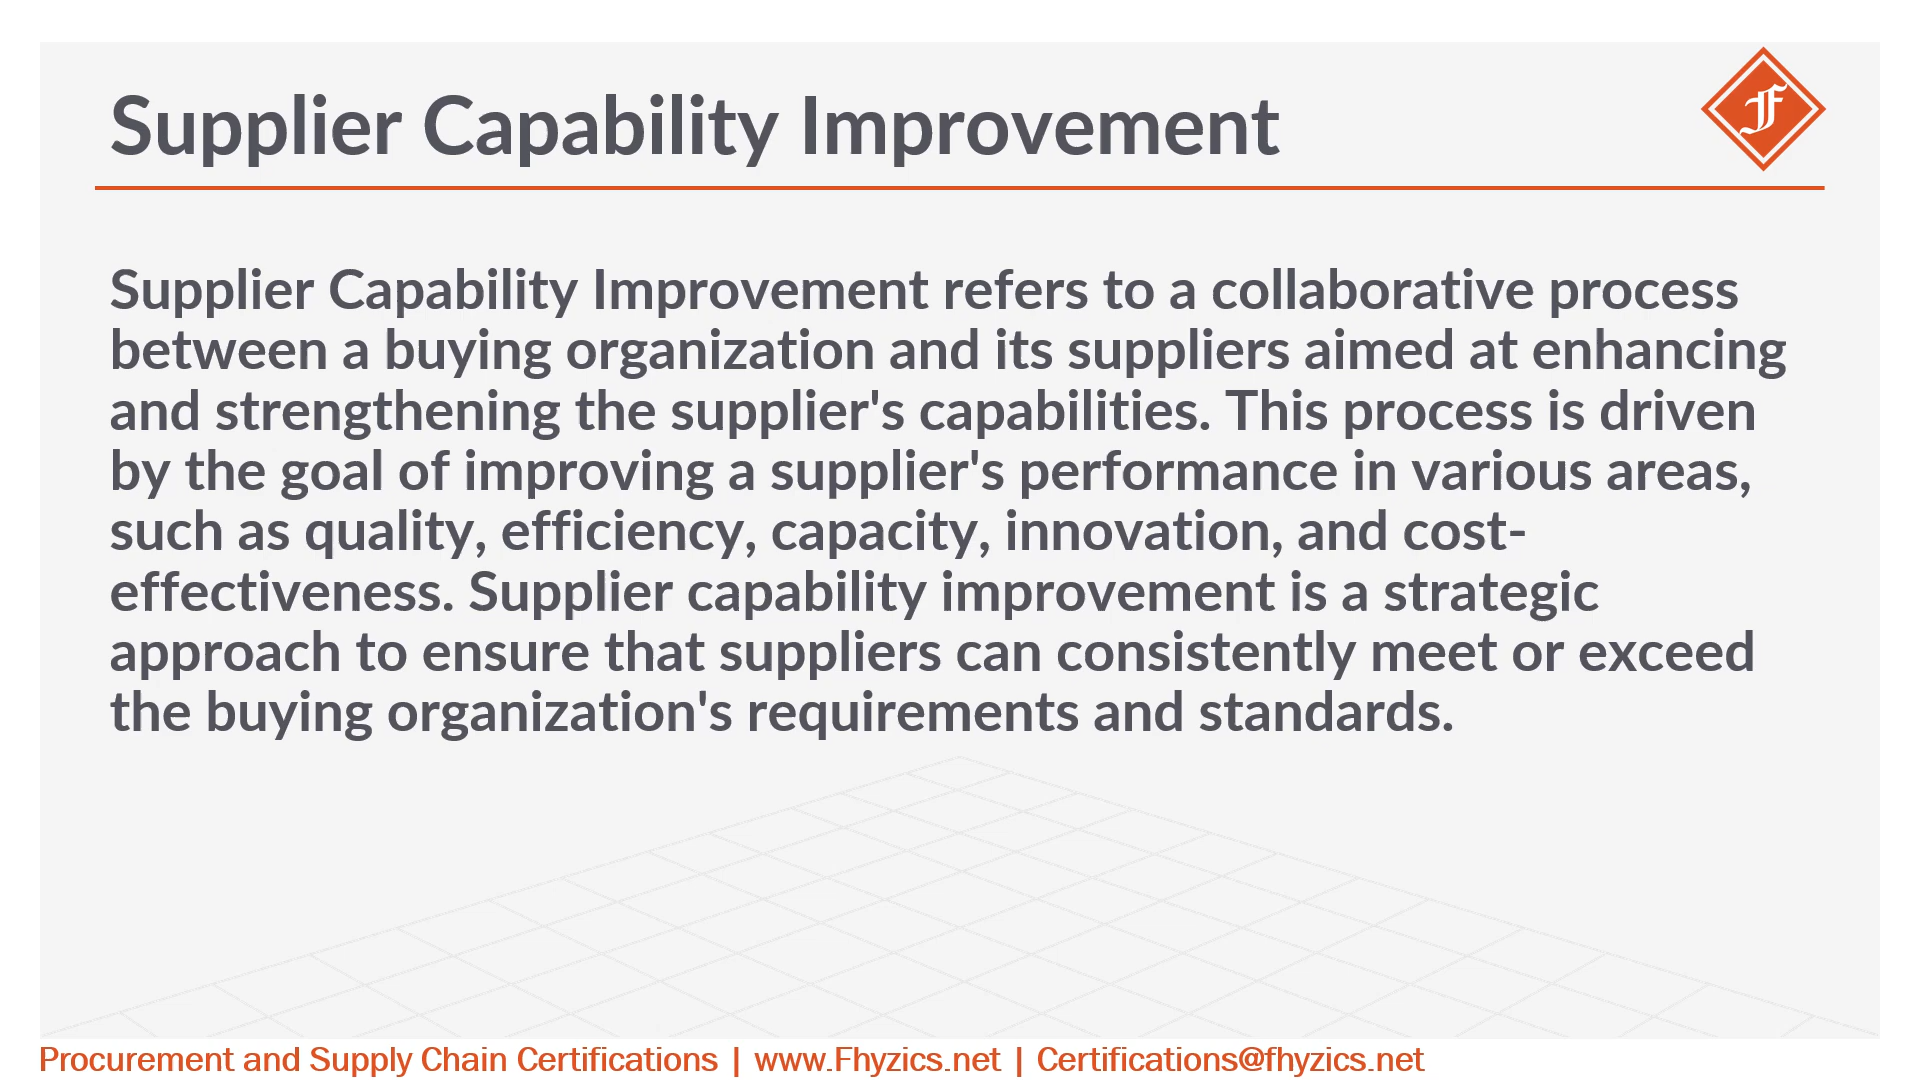 Supplier Capability Improvement
Supplier Capability Improvement refers to a collaborative process
between a buying organization and its suppliers aimed at enhancing
and strengthening the supplier's capabilities. This process is driven
by the goal of improving a supplier's performance in various areas,
such as quality, efficiency, capacity, innovation, and cost-
effectiveness. Supplier capability improvement is a strategic
approach to ensure that suppliers can consistently meet or exceed
the buying organization's requirements and standards.
Procurement and Supply Chain Certifications | www.Fhyzics.net | Certifications@fhyzics.net